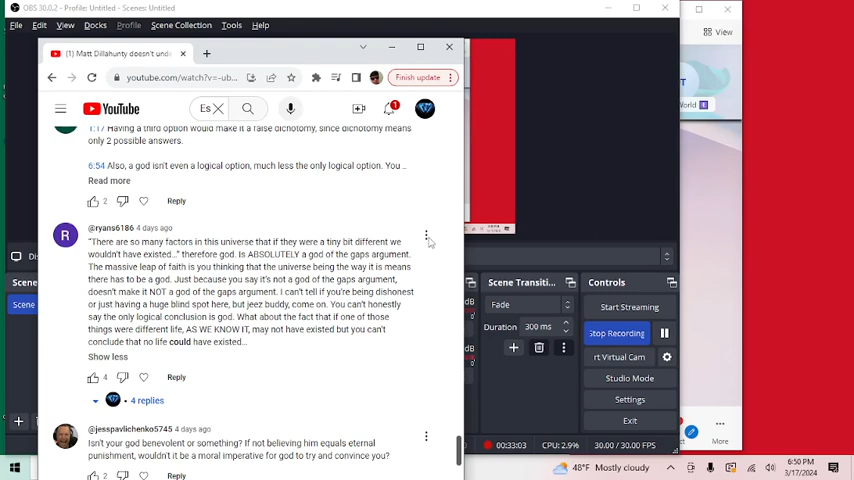 OBS 30.0.2 - Profile: Untitled - Scenes: Untitled
File Edit View Docks Profile Scene Collection Tools Help
View
(1) Matt Dillahunty doesn't und
youtube.com/watch?v=-ub...
Finish update
YouTube
Es
1
World
1:17 Having a third option would make it a false dichotomy, since dichotomy means
only 2 possible answers.
6:54 Also, a god isn't even a logical option, much less the only logical option. You ..
Read more
2 Reply
@ryans6186 4 days ago
R
"There are so many factors in this universe that if they were a tiny bit different we
wouldn't have existed…" therefore god. Is ABSOLUTELY a god of the gaps argument.
The massive leap of faith is you thinking that the universe being the way it is means
there has to be a god. Just because you say it's not a god of the gaps argument,
doesn't make it NOT a god of the gaps argument. I can't tell if you're being dishonest
or just having a huge blind spot here, but jeez buddy, come on. You can't honestly
say the only logical conclusion is god. What about the fact that if one of those
things were different life, AS WE KNOW IT, may not have existed but you can't
conclude that no life could have existed…
Show less
4 Reply
4 replies
@jesspavlichenko5745 4 days ago
Isn't your god benevolent or something? If not believing him equals eternal
punishment, wouldn't it be a moral imperative for god to try and convince you?
2 Reply
Di
Scene
Scene
dB
dB
Scene Transiti...
Fade
Duration 300 ms
Controls
Start Streaming
Stop Recording
rt Virtual Cam
Studio Mode
Settings
Exit
00:33:03 CPU: 2.9% 30.00 / 30.00 FPS
ct
More
48°F Mostly cloudy
6:50 PM
3/17/2024